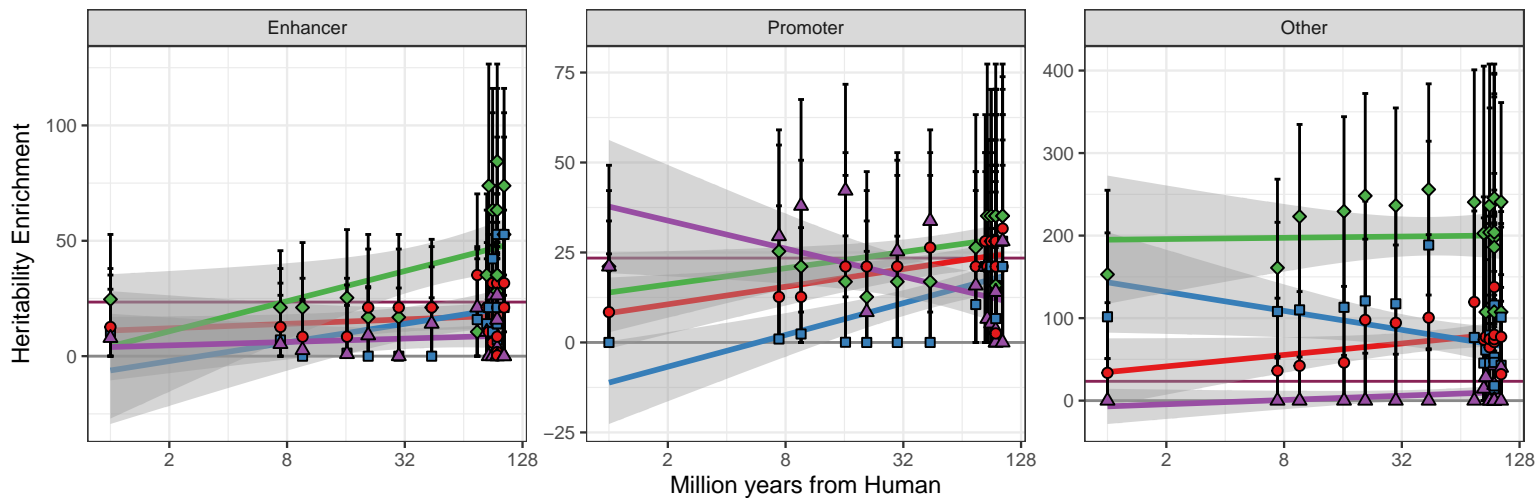 Enhancer
Promoter
Other
Heritability Enrichment
100
50
0
75
50
25
0
−25
400
300
200
100
0
2 8 32 128
2 8 32 128
2 8 32 128
Million years from Human